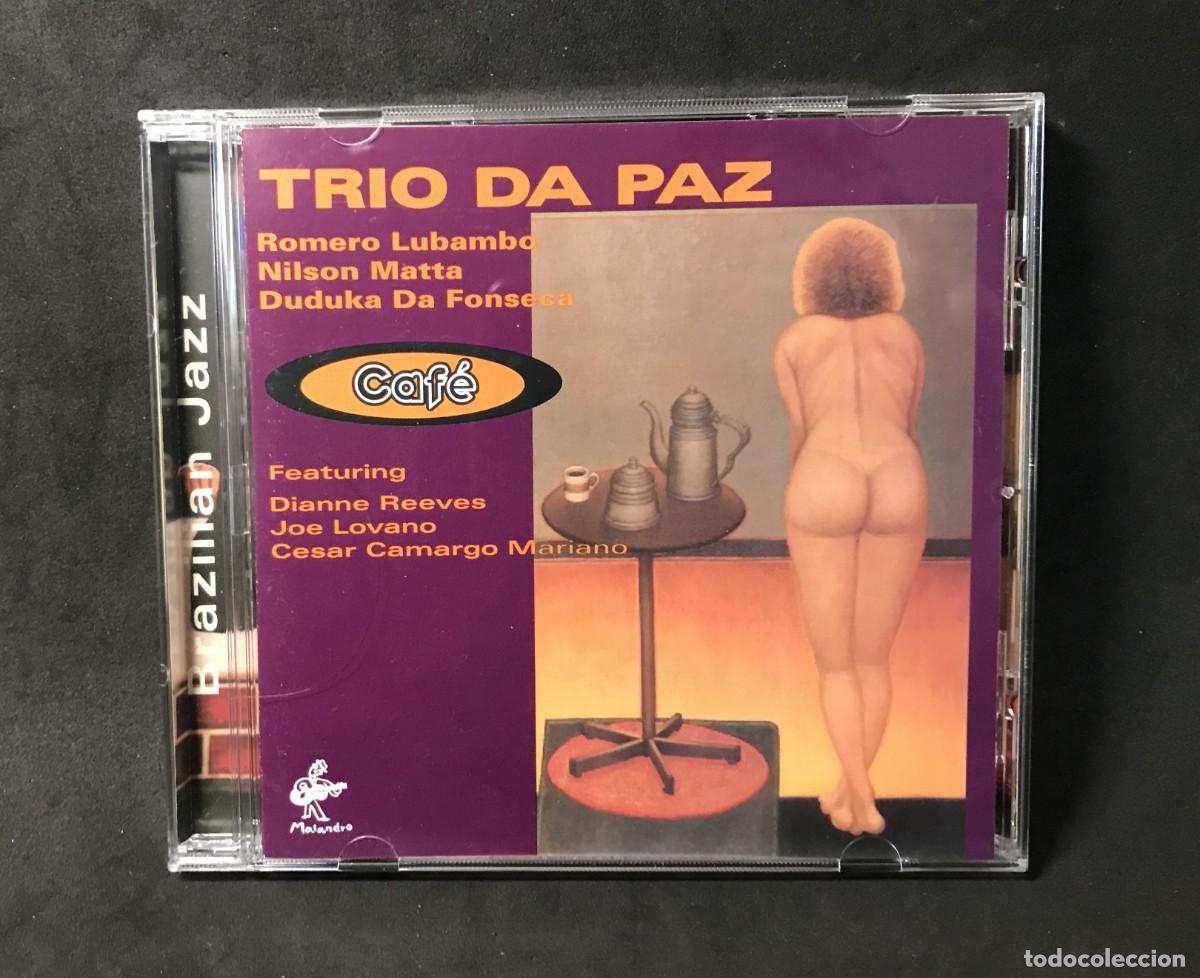 TRIO DA PAZ
Romero Lubambo
Nilson Matta
Duduka Da Fonseca
Café
Featuring
Dianne Reeves
Joe Lovano
Cesar Camargo Mariano
Malandro
Brazilian Jazz
todocoleccion